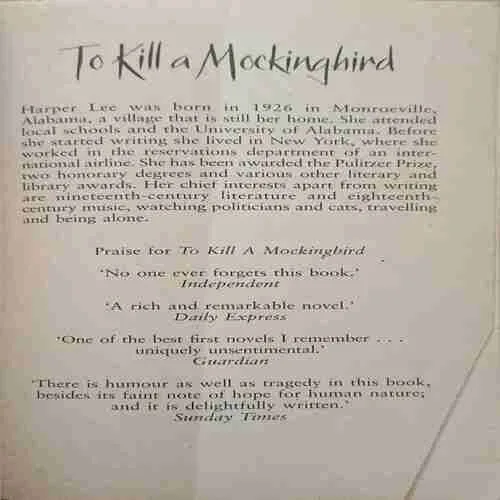 To Kill a Mockingbird
Harper Lee was born in 1926 in Monroeville,
Alabama, a village that is still her home. She attended
local schools and the University of Alabama. Before
she started writing she lived in New York, where she
worked in the reservations department of an inter-
national airline. She has been awarded the Pulitzer Prize,
two honorary degrees and various other literary and
library awards. Her chief interests apart from writing
are nineteenth-century literature and eighteenth-
century music, watching politicians and cats, travelling
and being alone.
Praise for To Kill A Mockingbird
‘No one ever forgets this book.’
Independent
‘A rich and remarkable novel.’
Daily Express
‘One of the best first novels I remember . . .
uniquely unsentimental.’
Guardian
‘There is humour as well as tragedy in this book,
besides its faint note of hope for human nature;
and it is delightfully written.’
Sunday Times